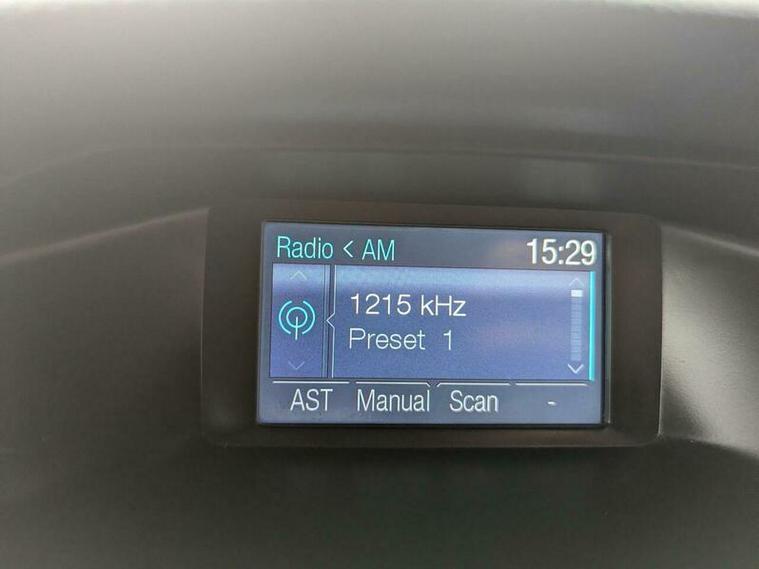 Radio < AM 15:29
1215 kHz
Preset 1
AST Manual Scan -